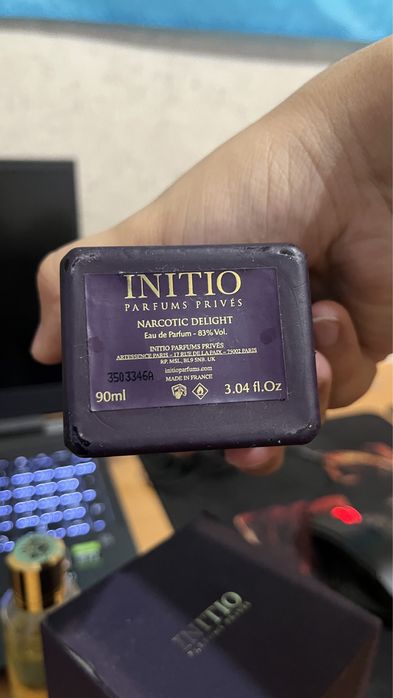 INITIO
PARFUMS PRIVÉS
NARCOTIC DELIGHT
Eau de Parfum - 83% Vol.
INITIO PARFUMS PRIVÉS
ARTESSENCE PARIS - 17 RUE DE LA PAIX - 75002 PARIS
RP, MSL, BL9 5NB, UK
initioparfums.com
3503346A
MADE IN FRANCE
90ml
3.04 fl.Oz
INITIO
PARFUMS PRIVÉS